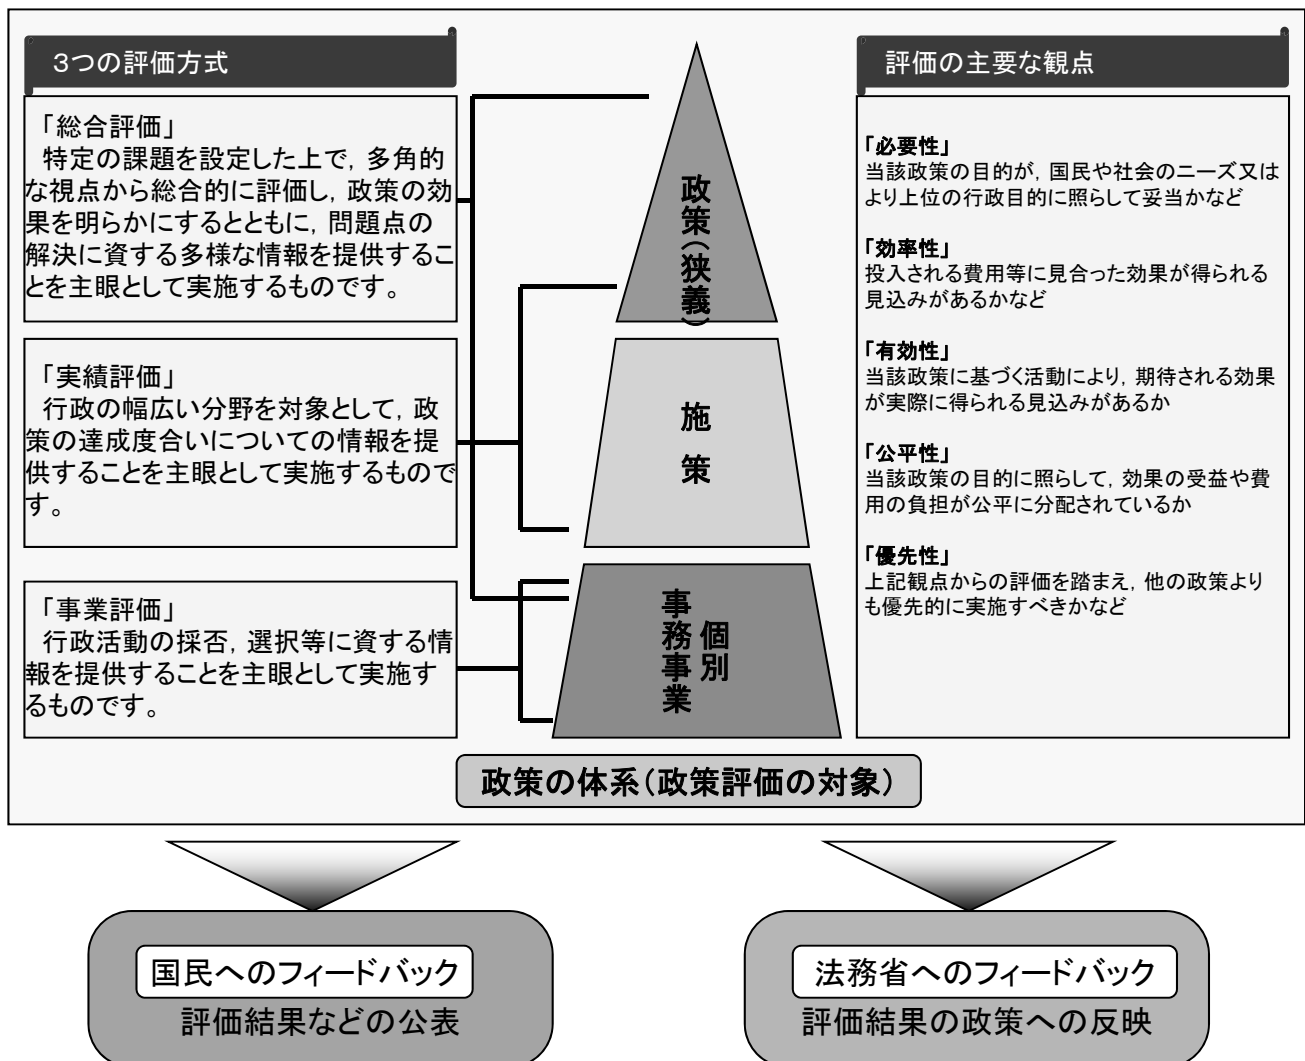 ３つの評価方式
「総合評価」
特定の課題を設定した上で，多角的
な視点から総合的に評価し，政策の効
果を明らかにするとともに，問題点の
解決に資する多様な情報を提供するこ
とを主眼として実施するものです。
「実績評価」
行政の幅広い分野を対象として，政
策の達成度合いについての情報を提
供することを主眼として実施するもので
す。
「事業評価」
行政活動の採否，選択等に資する情
報を提供することを主眼として実施す
るものです。
政策（狭義）
施策
個別
事務事業
政策の体系（政策評価の対象）
評価の主要な観点
「必要性」
当該政策の目的が，国民や社会のニーズ又は
より上位の行政目的に照らして妥当かなど
「効率性」
投入される費用等に見合った効果が得られる
見込みがあるかなど
「有効性」
当該政策に基づく活動により，期待される効果
が実際に得られる見込みがあるか
「公平性」
当該政策の目的に照らして，効果の受益や費
用の負担が公平に分配されているか
「優先性」
上記観点からの評価を踏まえ，他の政策より
も優先的に実施すべきかなど
国民へのフィードバック
評価結果などの公表
法務省へのフィードバック
評価結果の政策への反映